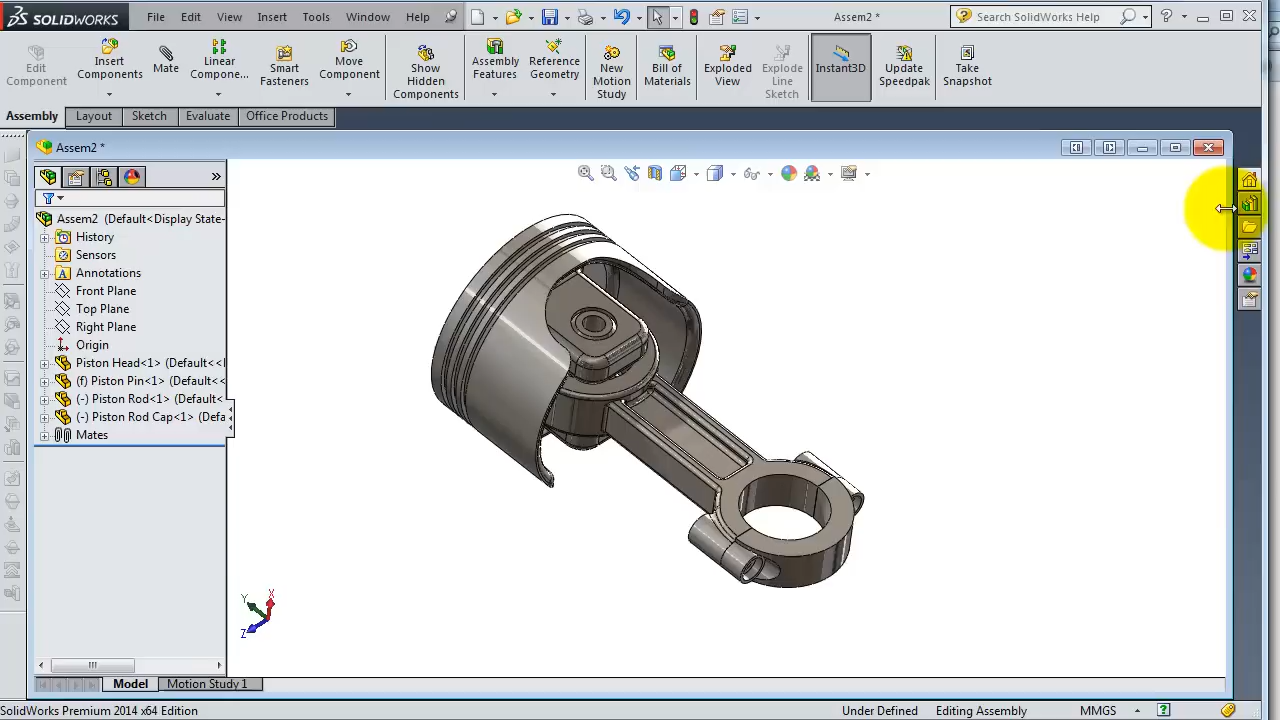 SOLIDWORKS File Edit View Insert Tools Window Help Assem2 * Search SolidWorks Help
Edit Component
Insert Components
Mate
Linear Compone...
Smart Fasteners
Move Component
Show Hidden Components
Assembly Features
Reference Geometry
New Motion Study
Bill of Materials
Exploded View
Explode Line Sketch
Instant3D
Update Speedpak
Take Snapshot
Assembly Layout Sketch Evaluate Office Products
Assem2 *
Assem2 (Default<Display State-
History
Sensors
Annotations
Front Plane
Top Plane
Right Plane
Origin
Piston Head<1> (Default<<
(f) Piston Pin<1> (Default<<
(-) Piston Rod<1> (Default<
(-) Piston Rod Cap<1> (Defa
Mates
X
Y
Z
Model Motion Study 1
SolidWorks Premium 2014 x64 Edition Under Defined Editing Assembly MMGS